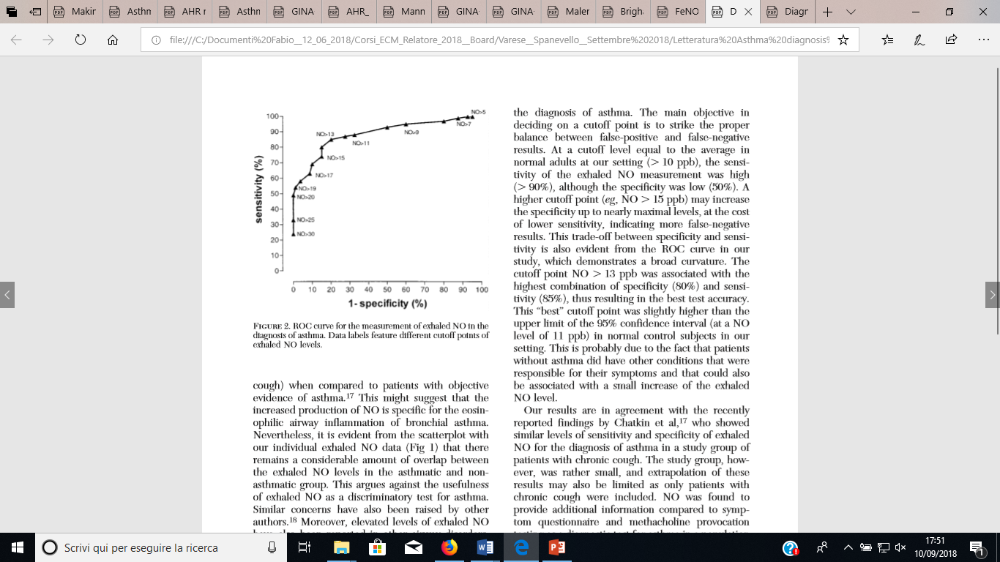 Makir
Asthn
AHR r
Asthn
GINA
AHR_
Mann
GINA
GINA
Maler
Brigh
FeNO
D
Diagr
file:///C:/Documenti%20Fabio__12_06_2018/Corsi_ECM_Relatore_2018__Board/Varese__Spanevello__Settembre%202018/Letteratura%20Asthma%20diagnosis%
100
90
80
70
60
50
40
30
20
10
0
sensitivity (%)
NO>5
NO>7
NO>9
NO>11
NO>13
NO>15
NO>17
NO>19
NO>20
NO>25
NO>30
0 10 20 30 40 50 60 70 80 90 100
1- specificity (%)
FIGURE 2. ROC curve for the measurement of exhaled NO in the
diagnosis of asthma. Data labels feature different cutoff points of
exhaled NO levels.
cough) when compared to patients with objective
evidence of asthma.17 This might suggest that the
increased production of NO is specific for the eosin-
ophilic airway inflammation of bronchial asthma.
Nevertheless, it is evident from the scatterplot with
our individual exhaled NO data (Fig 1) that there
remains a considerable amount of overlap between
the exhaled NO levels in the asthmatic and non-
asthmatic group. This argues against the usefulness
of exhaled NO as a discriminatory test for asthma.
Similar concerns have also been raised by other
authors.18 Moreover, elevated levels of exhaled NO
the diagnosis of asthma. The main objective in
deciding on a cutoff point is to strike the proper
balance between false-positive and false-negative
results. At a cutoff level equal to the average in
normal adults at our setting (> 10 ppb), the sensi-
tivity of the exhaled NO measurement was high
(> 90%), although the specificity was low (50%). A
higher cutoff point (eg, NO > 15 ppb) may increase
the specificity up to nearly maximal levels, at the cost
of lower sensitivity, indicating more false-negative
results. This trade-off between specificity and sensi-
tivity is also evident from the ROC curve in our
study, which demonstrates a broad curvature. The
cutoff point NO > 13 ppb was associated with the
highest combination of specificity (80%) and sensi-
tivity (85%), thus resulting in the best test accuracy.
This “best” cutoff point was slightly higher than the
upper limit of the 95% confidence interval (at a NO
level of 11 ppb) in normal control subjects in our
setting. This is probably due to the fact that patients
without asthma did have other conditions that were
responsible for their symptoms and that could also
be associated with a small increase of the exhaled
NO level.
Our results are in agreement with the recently
reported findings by Chatkin et al,17 who showed
similar levels of sensitivity and specificity of exhaled
NO for the diagnosis of asthma in a study group of
patients with chronic cough. The study group, how-
ever, was rather small, and extrapolation of these
results may also be limited as only patients with
chronic cough were included. NO was found to
provide additional information compared to symp-
tom questionnaire and methacholine provocation
Scrivi qui per eseguire la ricerca
17:51
10/09/2018
1